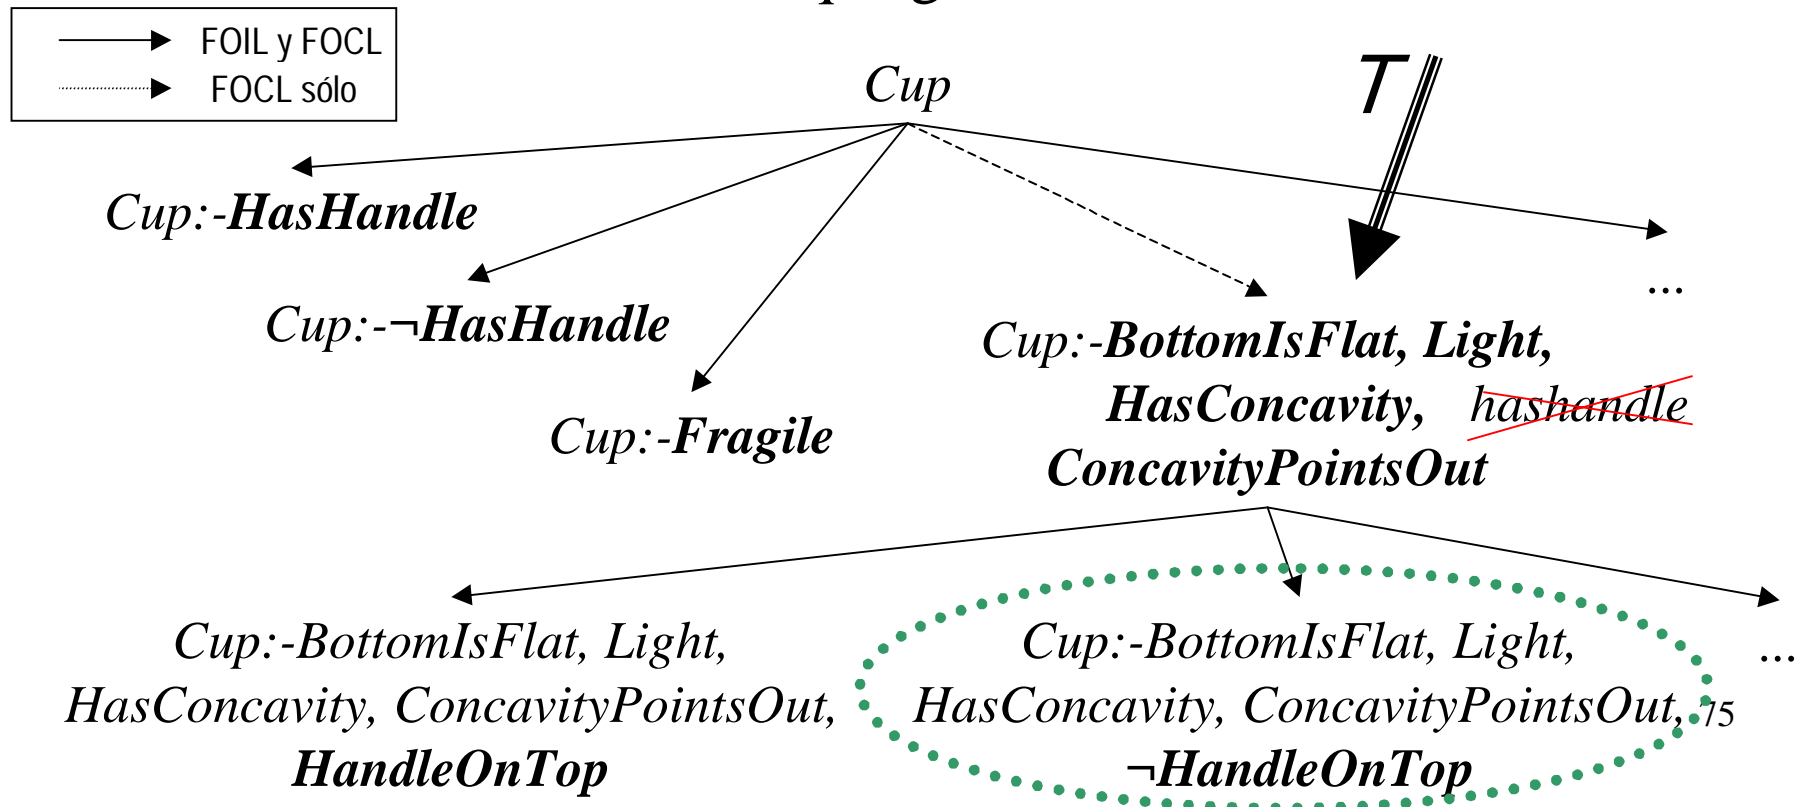 FOIL y FOCL
FOCL sólo
Cup
T
Cup:-HasHandle
...
Cup:-¬HasHandle
Cup:-BottomIsFlat, Light,
HasConcavity, hashandle
ConcavityPointsOut
Cup:-Fragile
Cup:-BottomIsFlat, Light,
HasConcavity, ConcavityPointsOut,
HandleOnTop
Cup:-BottomIsFlat, Light,
HasConcavity, ConcavityPointsOut,
¬HandleOnTop
...
75